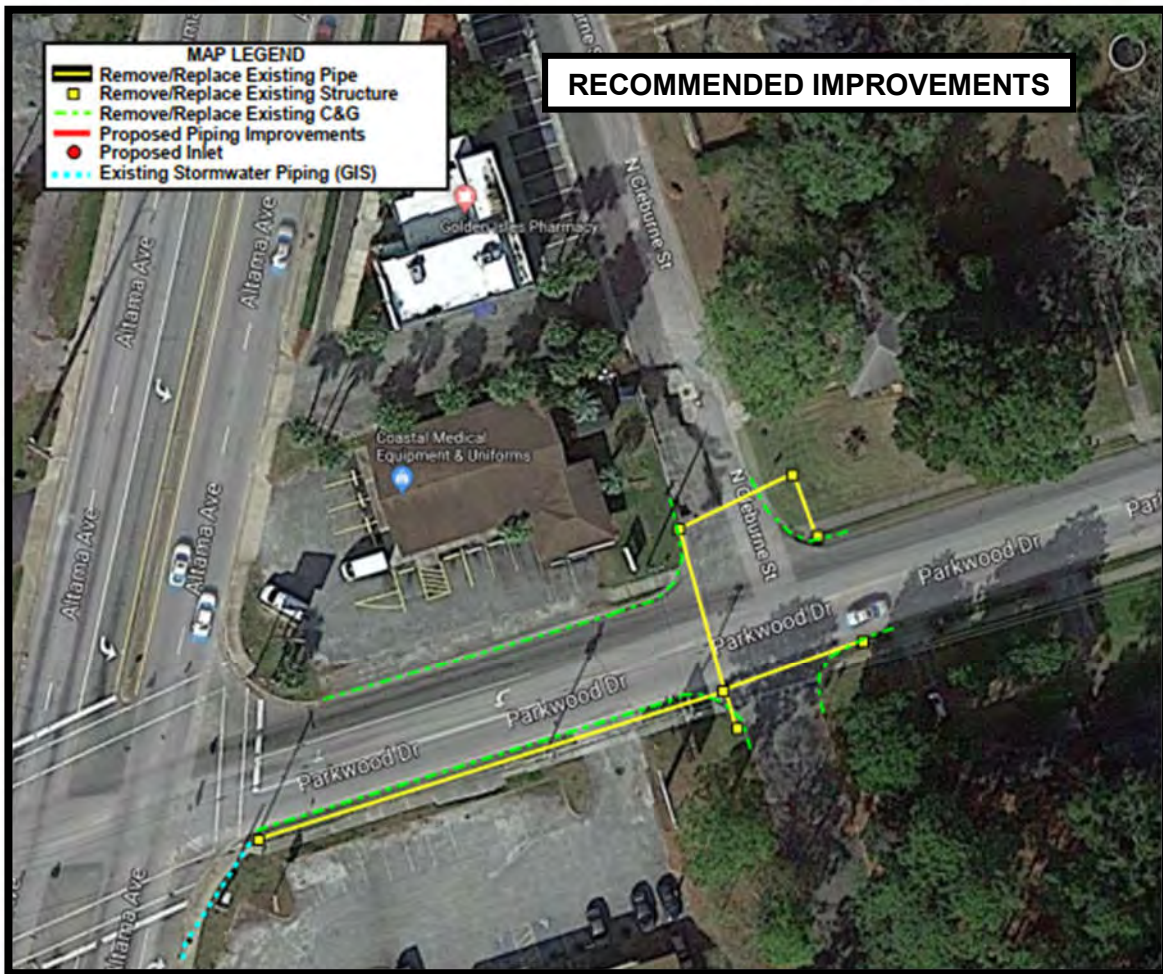 MAP LEGEND
Remove/Replace Existing Pipe
Remove/Replace Existing Structure
Remove/Replace Existing C&G
Proposed Piping Improvements
Proposed Inlet
Existing Stormwater Piping (GIS)
RECOMMENDED IMPROVEMENTS
N Cleburne St
Golden Isles Pharmacy
Altama Ave
Altama Ave
Coastal Medical
Equipment & Uniforms
N Cleburne St
Altama Ave
Altama Ave
Parkwood Dr
Parkwood Dr
Parkwood Dr
Parkwood Dr
Altama Ave